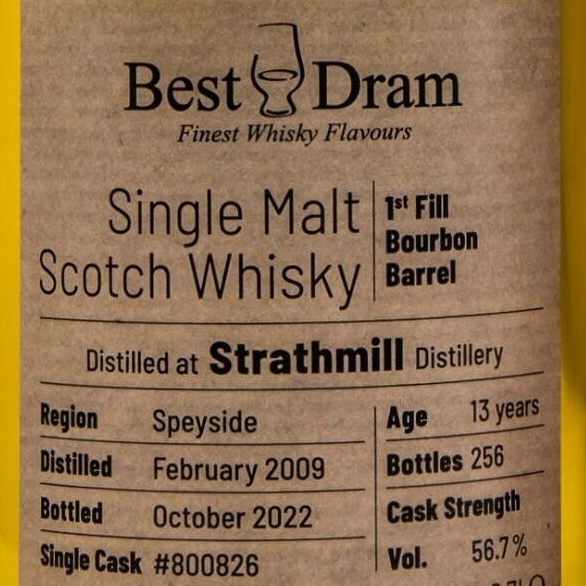 Best Dram
Finest Whisky Flavours
Single Malt
Scotch Whisky
1st Fill
Bourbon
Barrel
Distilled at Strathmill Distillery
Region Speyside
Distilled February 2009
Bottled October 2022
Single Cask #800826
Age 13 years
Bottles 256
Cask Strength
Vol. 56.7%